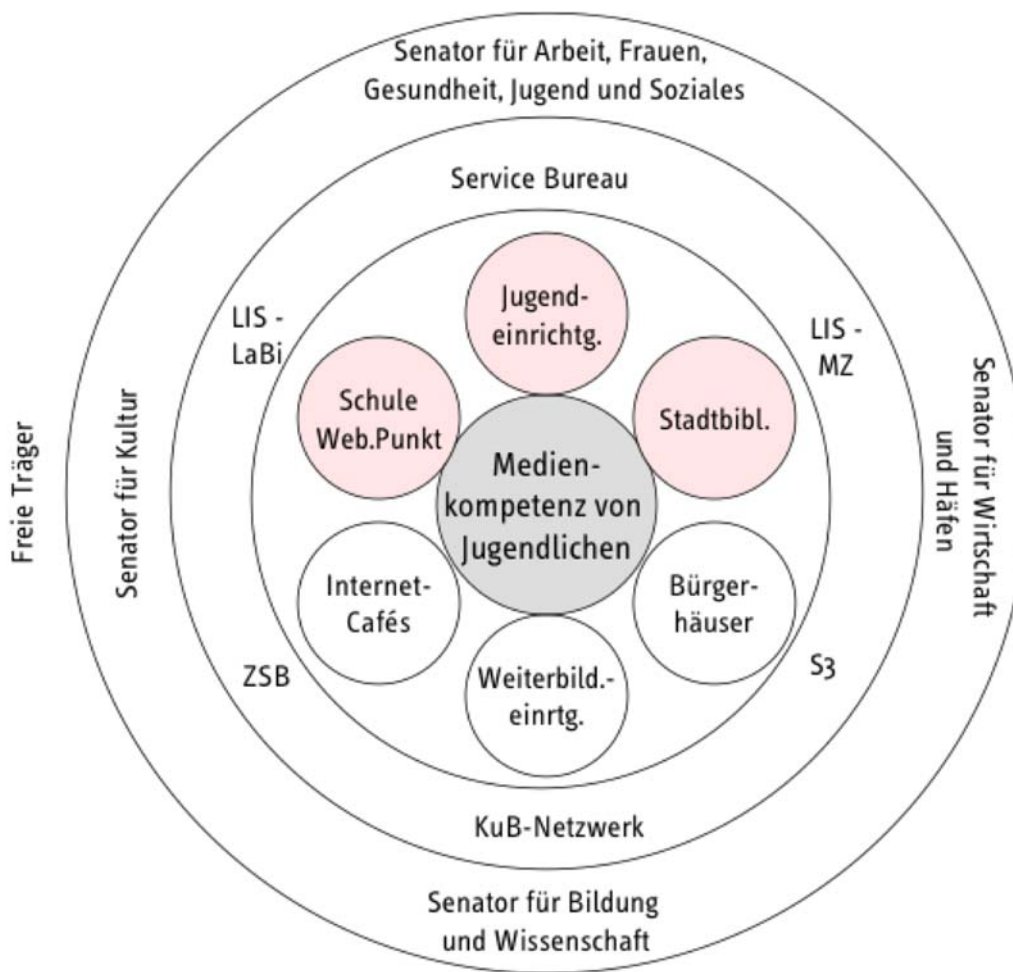 Senator für Arbeit, Frauen,
Gesundheit, Jugend und Soziales
Service Bureau
Jugend-
einrichtg.
LIS -
LaBi
LIS -
MZ
Schule
Web.Punkt
Stadtbibl.
Medien-
kompetenz von
Jugendlichen
Freie Träger
Senator für Kultur
Senator für Wirtschaft
und Häfen
Internet-
Cafés
Bürger-
häuser
ZSB
Weiterbild.-
einrtg.
S3
KuB-Netzwerk
Senator für Bildung
und Wissenschaft